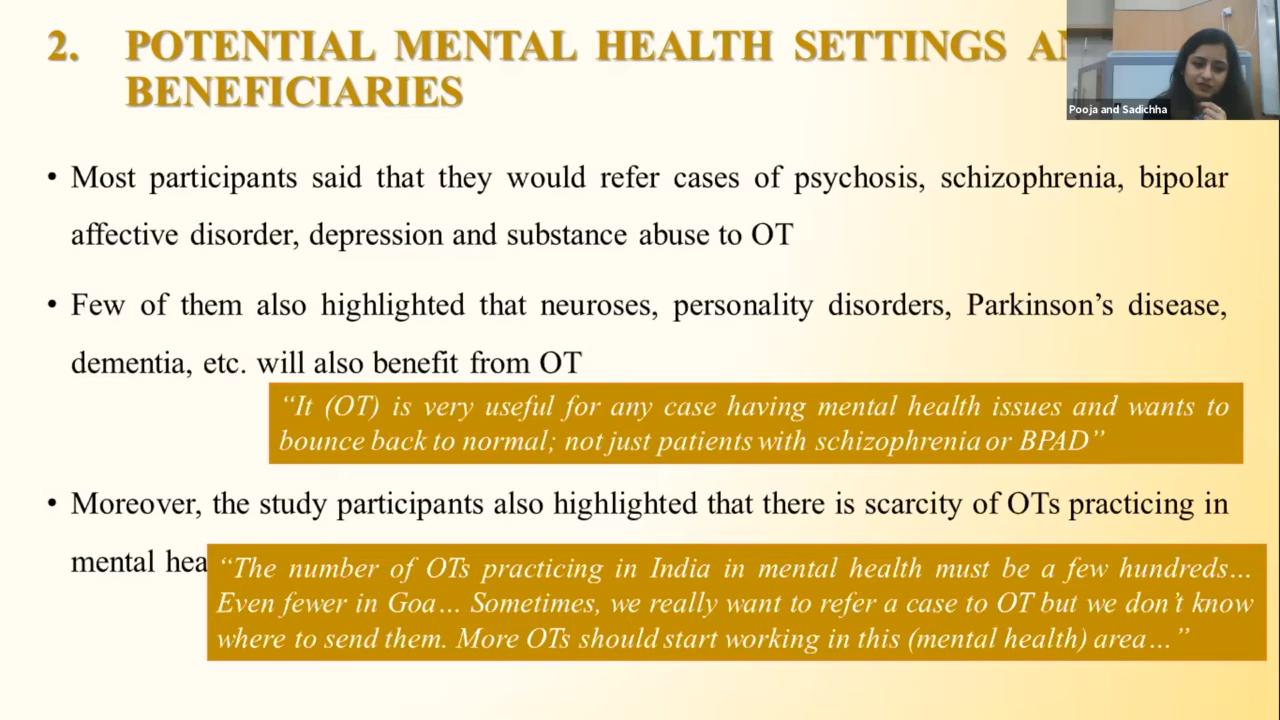 2. POTENTIAL MENTAL HEALTH SETTINGS
BENEFICIARIES
Pooja and Sadichha
• Most participants said that they would refer cases of psychosis, schizophrenia, bipolar
affective disorder, depression and substance abuse to OT
• Few of them also highlighted that neuroses, personality disorders, Parkinson’s disease,
dementia, etc. will also benefit from OT
“It (OT) is very useful for any case having mental health issues and wants to
bounce back to normal; not just patients with schizophrenia or BPAD”
• Moreover, the study participants also highlighted that there is scarcity of OTs practicing in
mental
“The number of OTs practicing in India in mental health must be a few hundreds…
Even fewer in Goa… Sometimes, we really want to refer a case to OT but we don’t know
where to send them. More OTs should start working in this (mental health) area…”